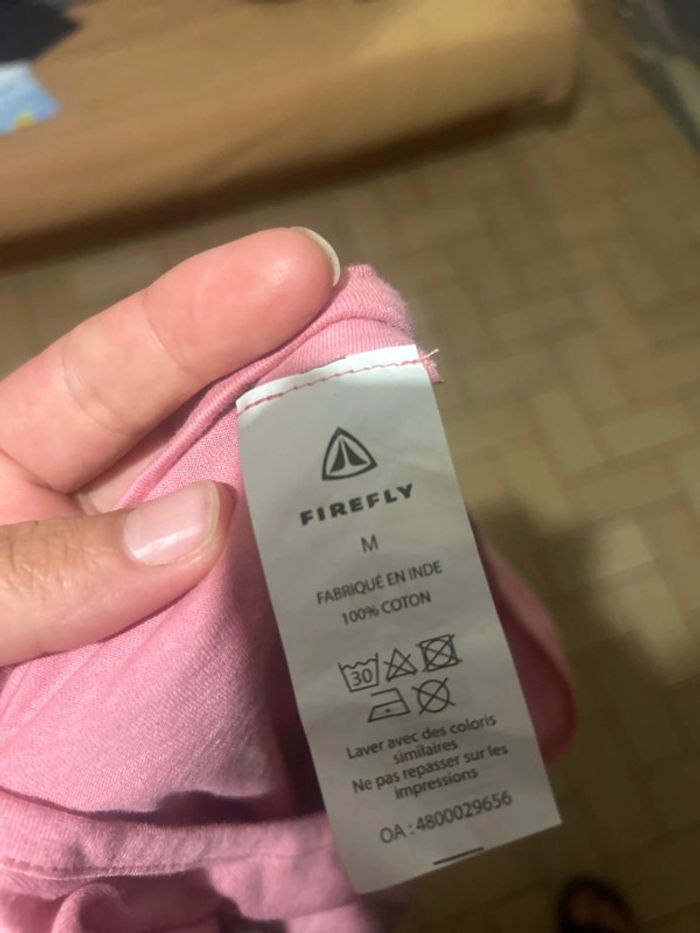 FIREFLY
M
FABRIQUÉ EN INDE
100% COTON
30
Laver avec des coloris
similaires
Ne pas repasser sur les
impressions
OA : 4800029656